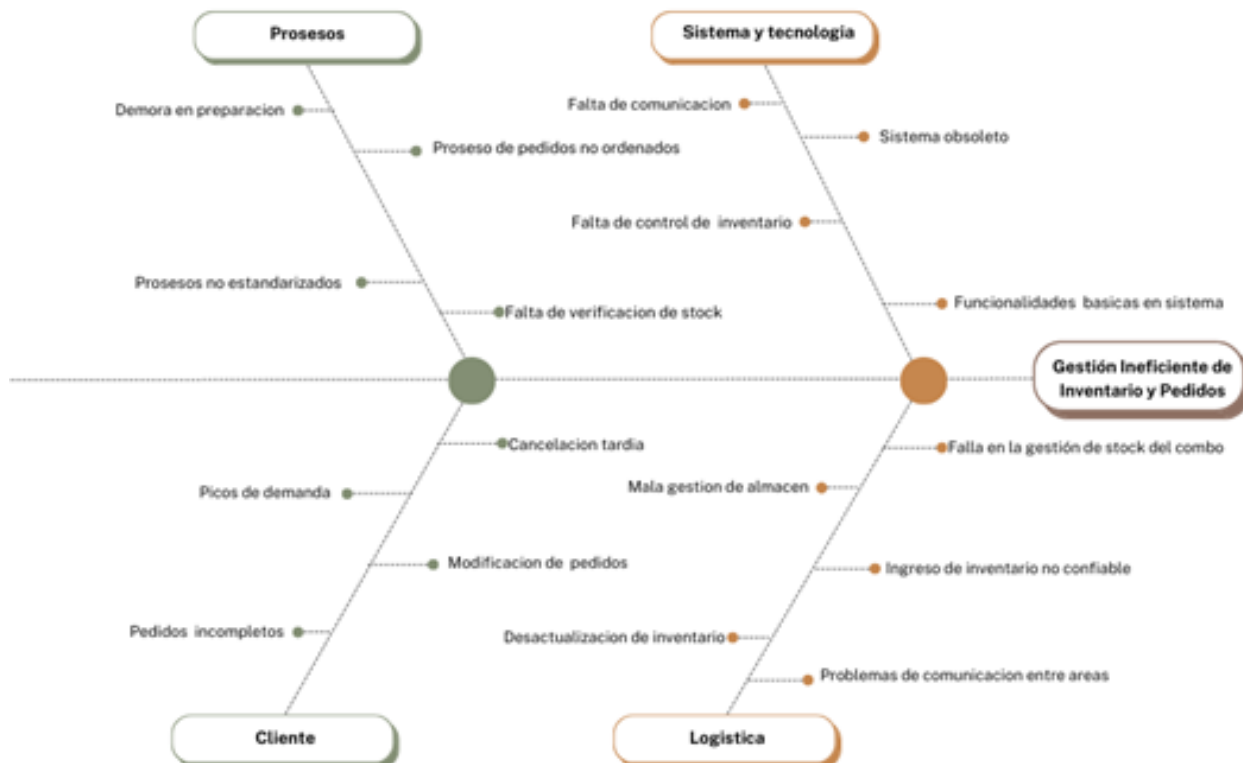 Prosesos
Sistema y tecnologia
Demora en preparacion
Falta de comunicacion
Proseso de pedidos no ordenados
Sistema obsoleto
Falta de control de inventario
Prosesos no estandarizados
Falta de verificacion de stock
Funcionalidades basicas en sistema
Gestión Ineficiente de
Inventario y Pedidos
Cancelacion tardia
Falla en la gestión de stock del combo
Picos de demanda
Mala gestion de almacen
Modificacion de pedidos
Ingreso de inventario no confiable
Pedidos incompletos
Desactualizacion de inventario
Problemas de comunicacion entre areas
Cliente
Logistica